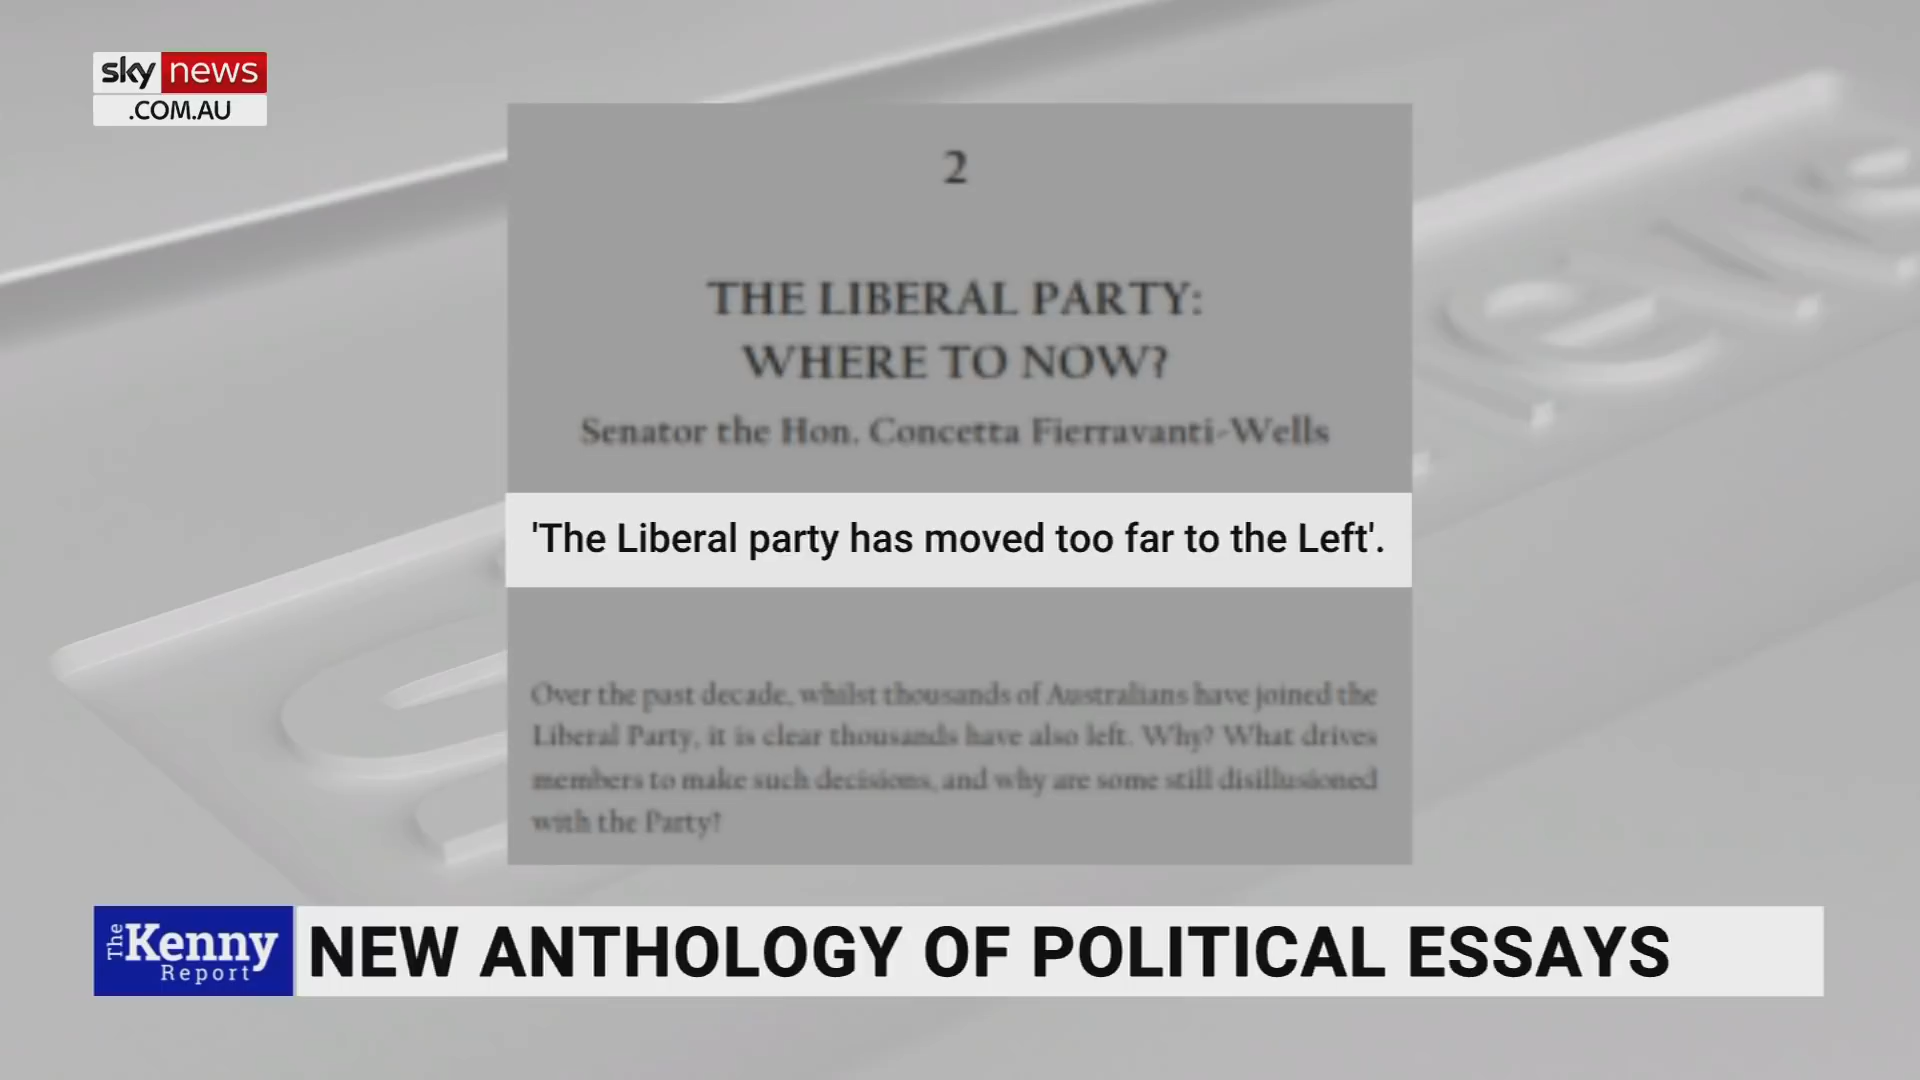 sky news
.COM.AU
2
THE LIBERAL PARTY:
WHERE TO NOW?
Senator the Hon. Concetta Fierravanti-Wells
'The Liberal party has moved too far to the Left'.
Over the past decade, whilst thousands of Australians have joined the
Liberal Party, it is clear thousands have also left. Why? What drives
members to make such decisions, and why are some still disillusioned
with the Party?
The Kenny
Report
NEW ANTHOLOGY OF POLITICAL ESSAYS